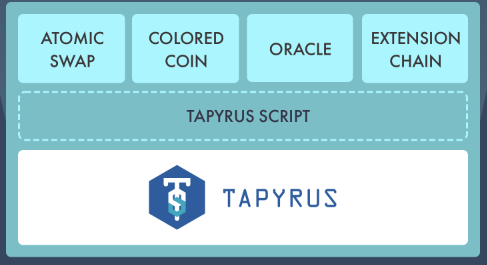 ATOMIC
SWAP
COLORED
COIN
ORACLE
EXTENSION
CHAIN
TAPYRUS SCRIPT
TAPYRUS